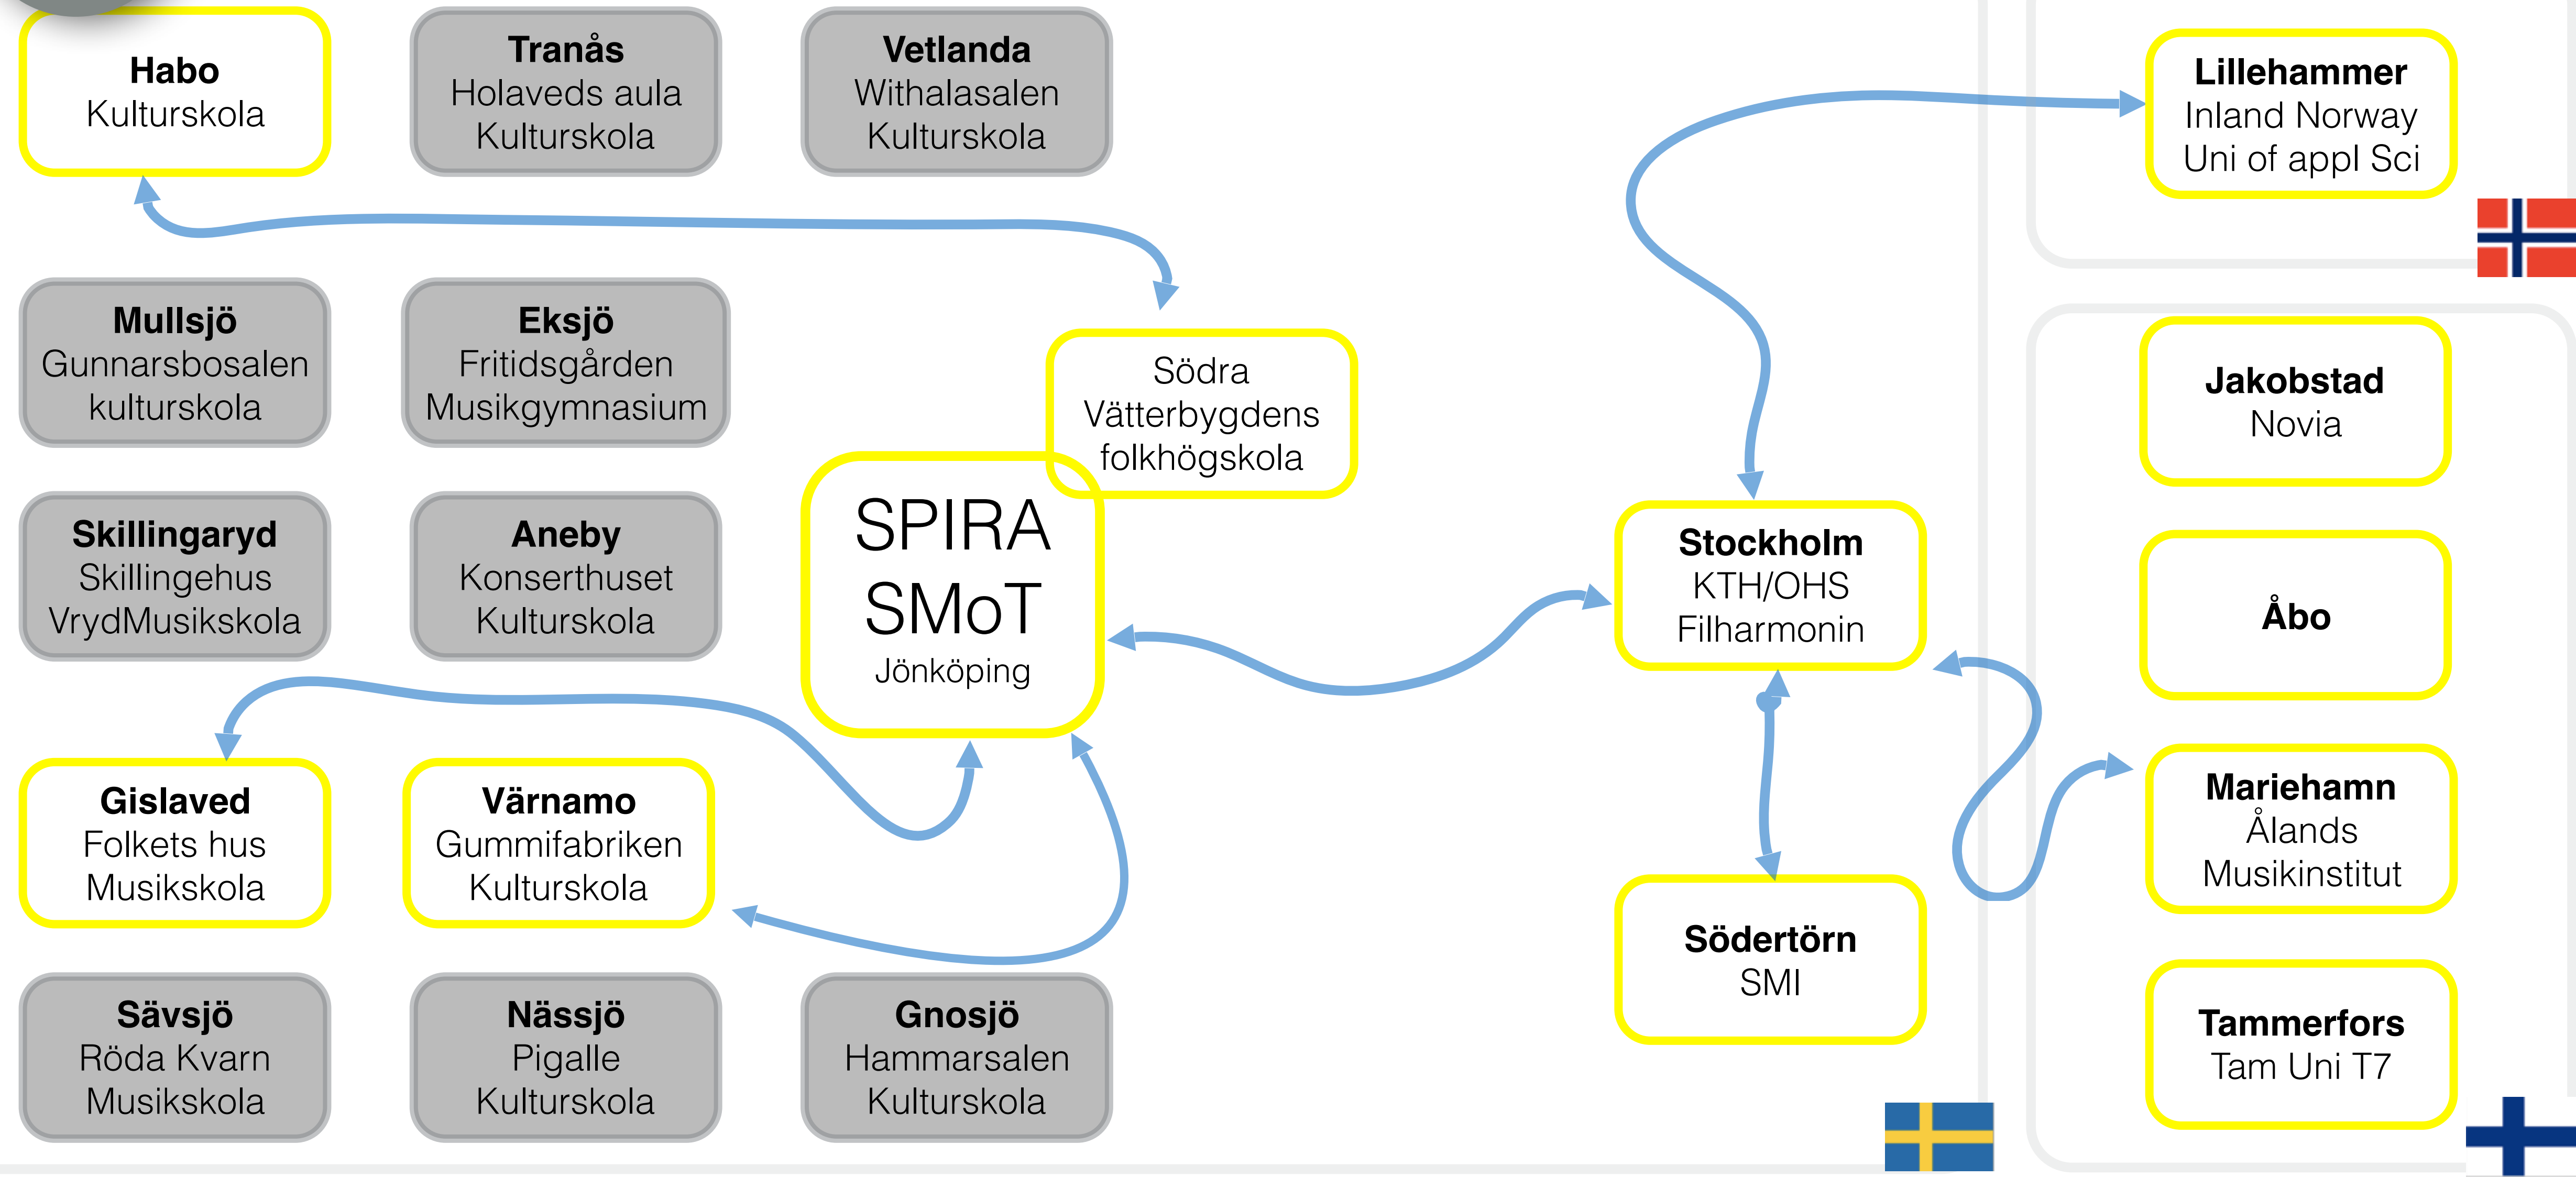 Habo
Kulturskola
Tranås
Holaveds aula
Kulturskola
Vetlanda
Withalasalen
Kulturskola
Lillehammer
Inland Norway
Uni of appl Sci
Mullsjö
Gunnarsbosalen
kulturskola
Eksjö
Fritidsgården
Musikgymnasium
Södra
Vätterbygdens
folkhögskola
Jakobstad
Novia
Skillingaryd
Skillingehus
VrydMusikskola
Aneby
Konserthuset
Kulturskola
SPIRA
SMoT
Jönköping
Stockholm
KTH/OHS
Filharmonin
Åbo
Gislaved
Folkets hus
Musikskola
Värnamo
Gummifabriken
Kulturskola
Mariehamn
Ålands
Musikinstitut
Södertörn
SMI
Sävsjö
Röda Kvarn
Musikskola
Nässjö
Pigalle
Kulturskola
Gnosjö
Hammarsalen
Kulturskola
Tammerfors
Tam Uni T7